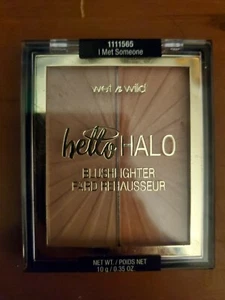 1111565
I Met Someone
wet n wild
hello HALO
BLUSHLIGHTER
FARD REHAUSSEUR
NET WT. / POIDS NET
10 g / 0.35 OZ.